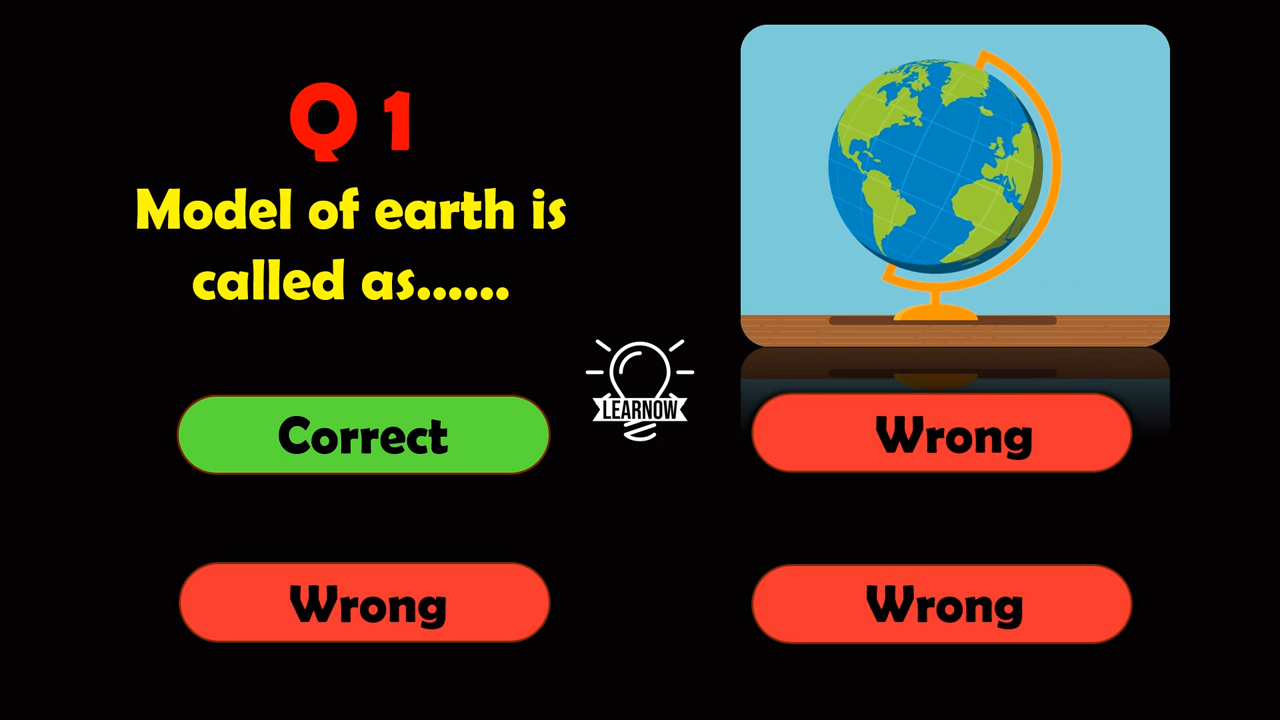 Q 1
Model of earth is
called as......
LEARNOW
Correct
Wrong
Wrong
Wrong